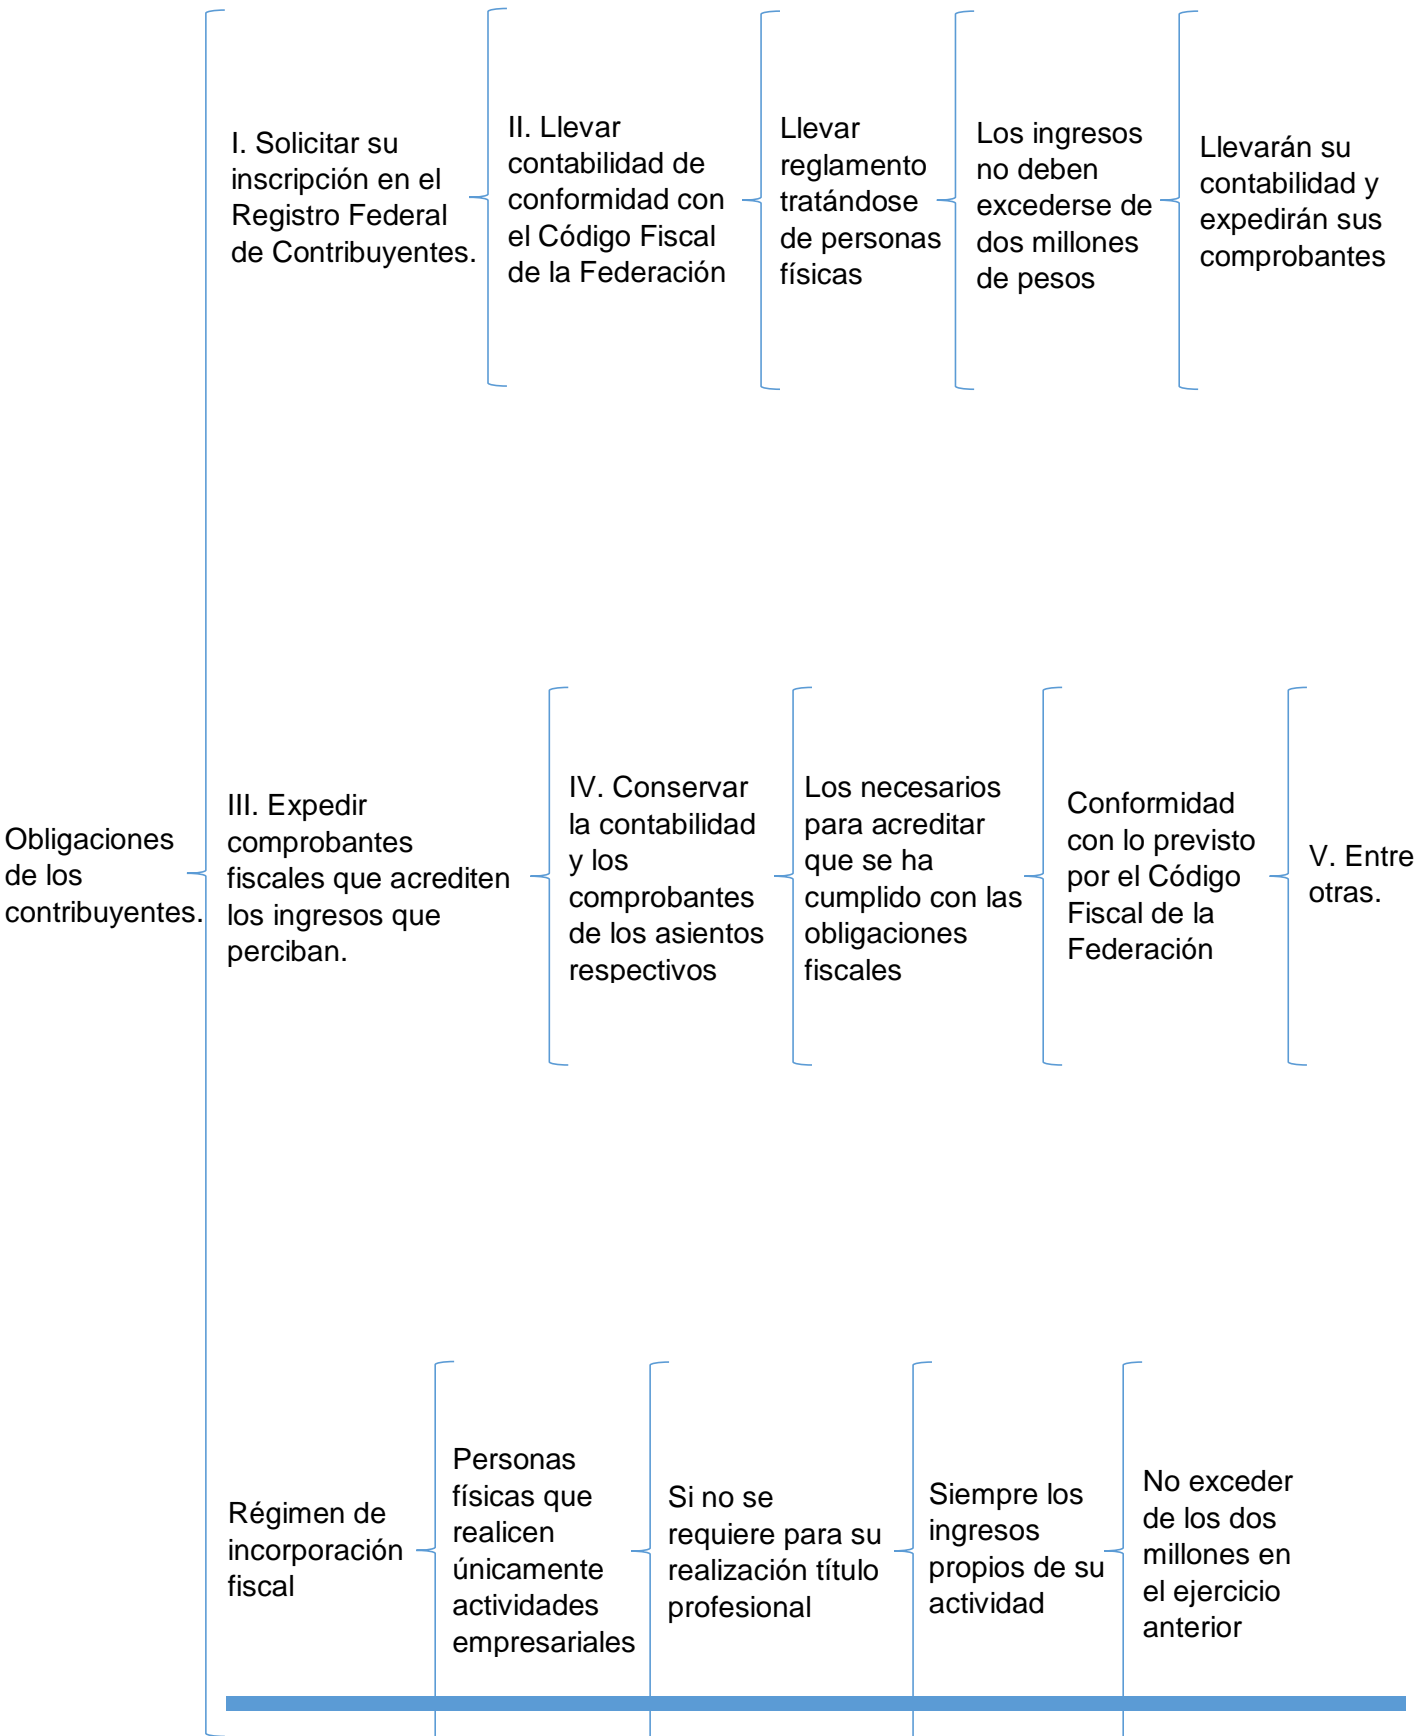 Obligaciones
de los
contribuyentes.
I. Solicitar su
inscripción en el
Registro Federal
de Contribuyentes.
II. Llevar
contabilidad de
conformidad con
el Código Fiscal
de la Federación
Llevar
reglamento
tratándose
de personas
físicas
Los ingresos
no deben
excederse de
dos millones
de pesos
Llevarán su
contabilidad y
expedirán sus
comprobantes
III. Expedir
comprobantes
fiscales que acrediten
los ingresos que
perciban.
IV. Conservar
la contabilidad
y los
comprobantes
de los asientos
respectivos
Los necesarios
para acreditar
que se ha
cumplido con las
obligaciones
fiscales
Conformidad
con lo previsto
por el Código
Fiscal de la
Federación
V. Entre
otras.
Régimen de
incorporación
fiscal
Personas
físicas que
realicen
únicamente
actividades
empresariales
Si no se
requiere para su
realización título
profesional
Siempre los
ingresos
propios de su
actividad
No exceder
de los dos
millones en
el ejercicio
anterior